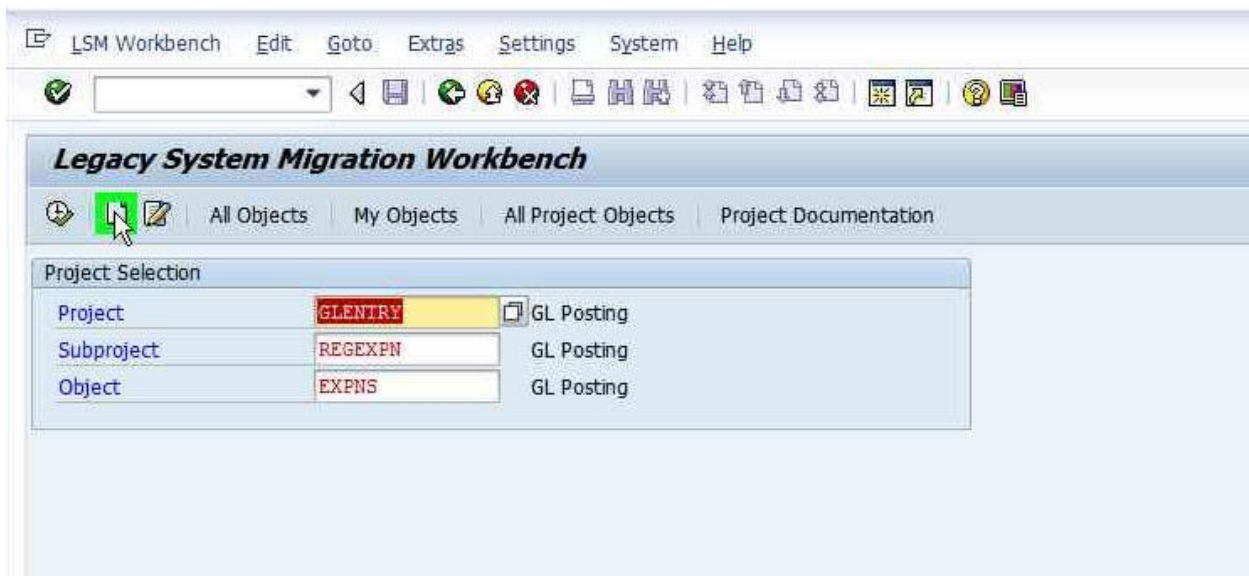 LSM Workbench Edit Goto Extras Settings System Help
Legacy System Migration Workbench
All Objects My Objects All Project Objects Project Documentation
Project Selection
Project GLENTRY GL Posting
Subproject REGEXPN GL Posting
Object EXPNS GL Posting